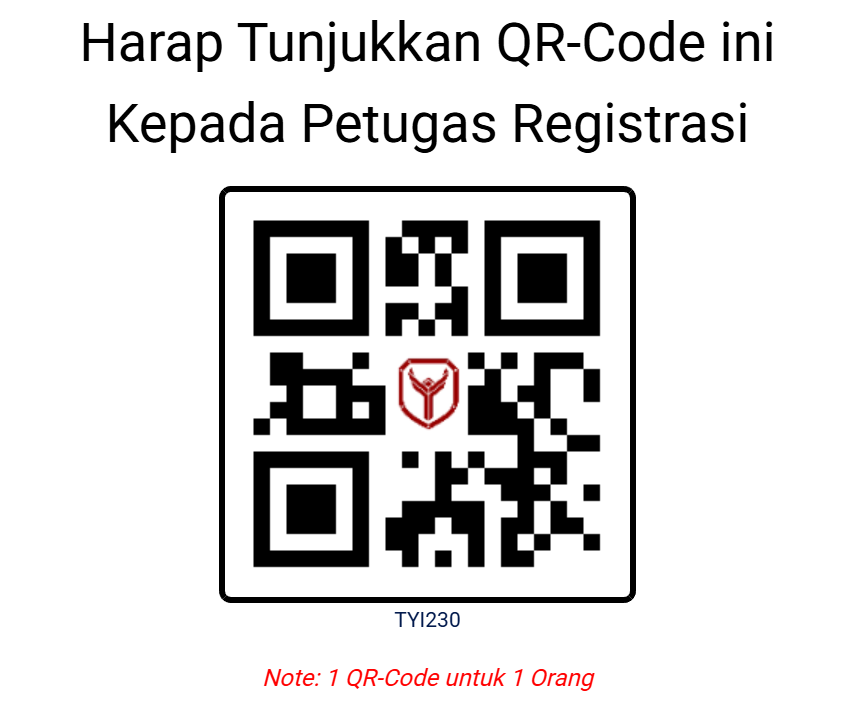 Harap Tunjukkan QR-Code ini
Kepada Petugas Registrasi
TYI230
Note: 1 QR-Code untuk 1 Orang